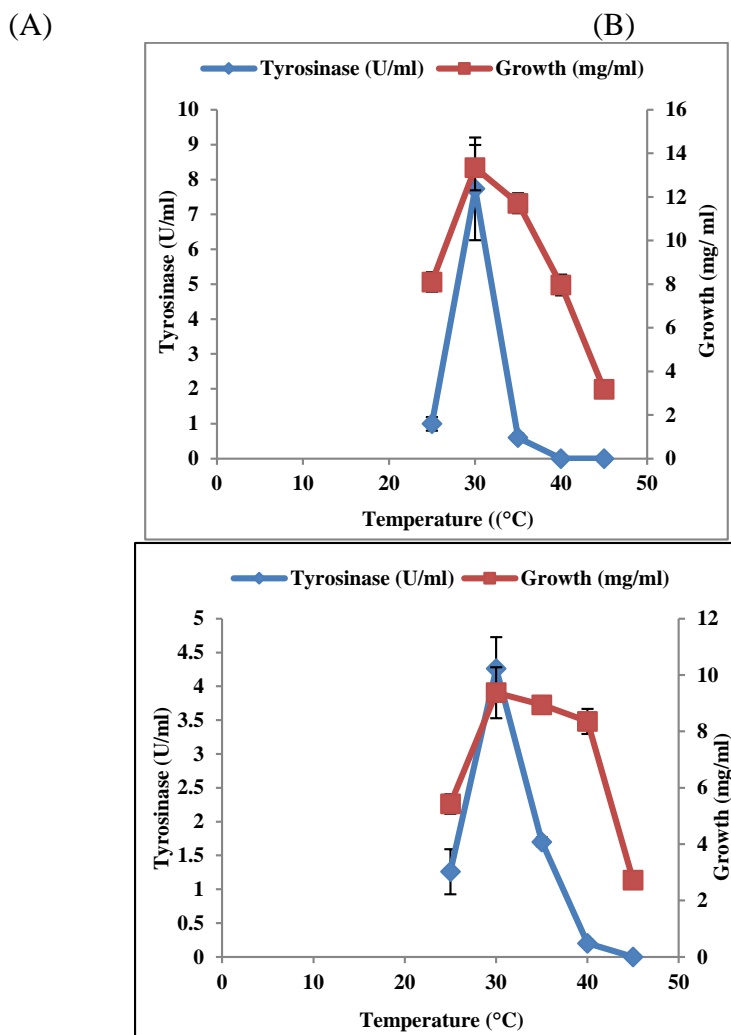 (A) (B)
Tyrosinase (U/ml) Growth (mg/ml)
10 16
9 14
8 12
7 10
6 8
5 6
4 4
3 2
2 0
1
0
0 10 20 30 40 50
Tyrosinase (U/ml)
Growth (mg/ ml)
Temperature ((°C)
Tyrosinase (U/ml) Growth (mg/ml)
5 12
4.5 10
4 8
3.5 6
3 4
2.5 2
2 0
1.5
1
0.5
0
0 10 20 30 40 50
Tyrosinase (U/ml)
Growth (mg/ml)
Temperature (°C)